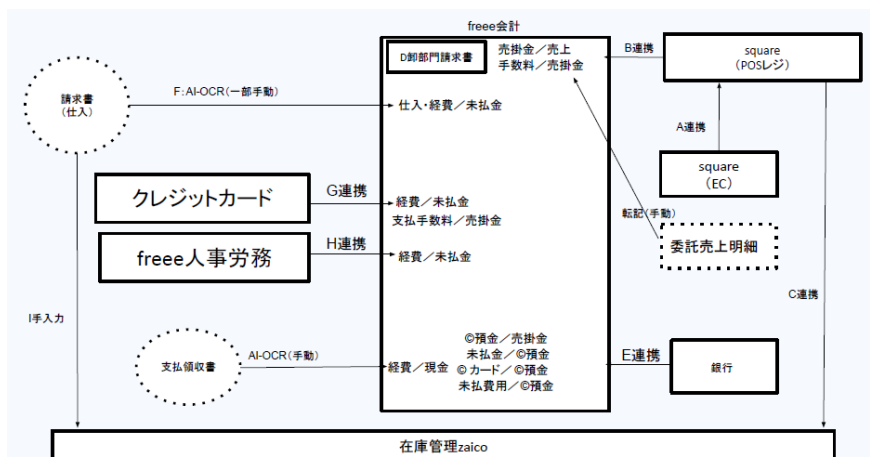 freee会計
D卸部門請求書
売掛金／売上
手数料／売掛金
B連携
square
（POSレジ）
請求書
（仕入）
F：AI-OCR（一部手動）
仕入・経費／未払金
A連携
square
（EC）
クレジットカード
G連携
経費／未払金
支払手数料／売掛金
転記（手動）
委託売上明細
freee人事労務
H連携
経費／未払金
C連携
I手入力
支払領収書
AI-OCR（手動）
経費／現金
©預金／売掛金
未払金／©預金
©カード／©預金
未払費用／©預金
E連携
銀行
在庫管理zaico